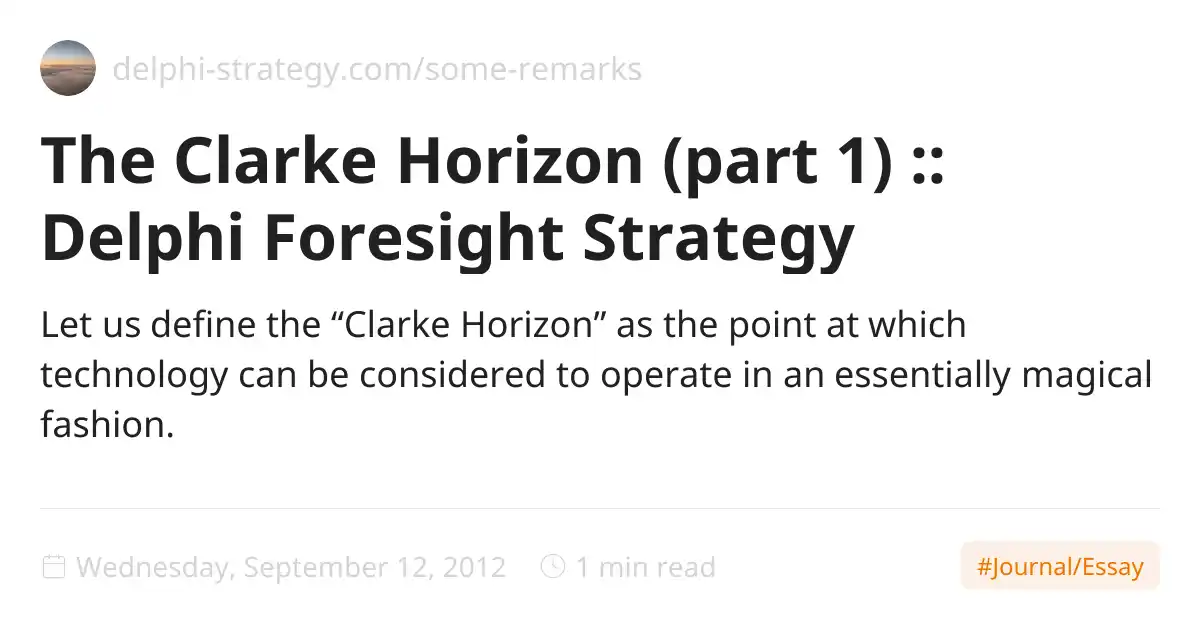 delphi-strategy.com/some-remarks
The Clarke Horizon (part 1) ::
Delphi Foresight Strategy
Let us define the “Clarke Horizon” as the point at which
technology can be considered to operate in an essentially magical
fashion.
Wednesday, September 12, 2012 1 min read #Journal/Essay